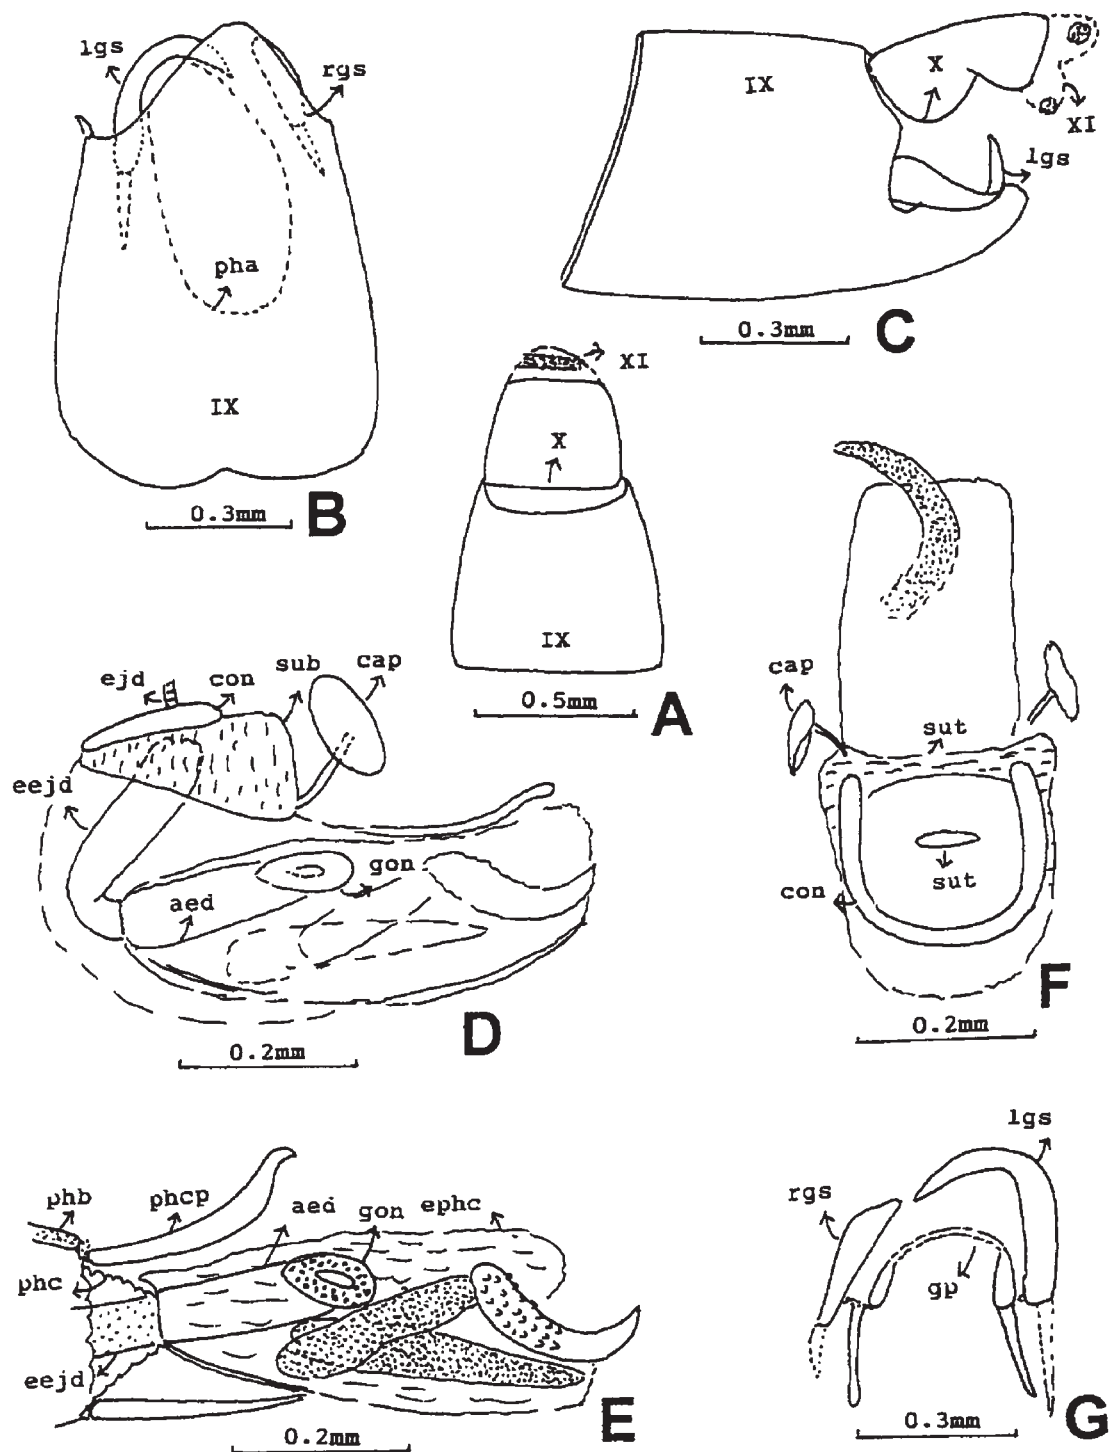 lgs
rgs
pha
IX
0.3mm
B
IX
X
XI
lgs
0.3mm
C
XI
X
IX
0.5mm
A
ejd
con
sub
cap
eejd
gon
aed
0.2mm
D
cap
sut
sut
con
0.2mm
F
phb
phcp
aed
gon
ephc
phc
eejd
0.2mm
E
lgs
rgs
gp
0.3mm
G